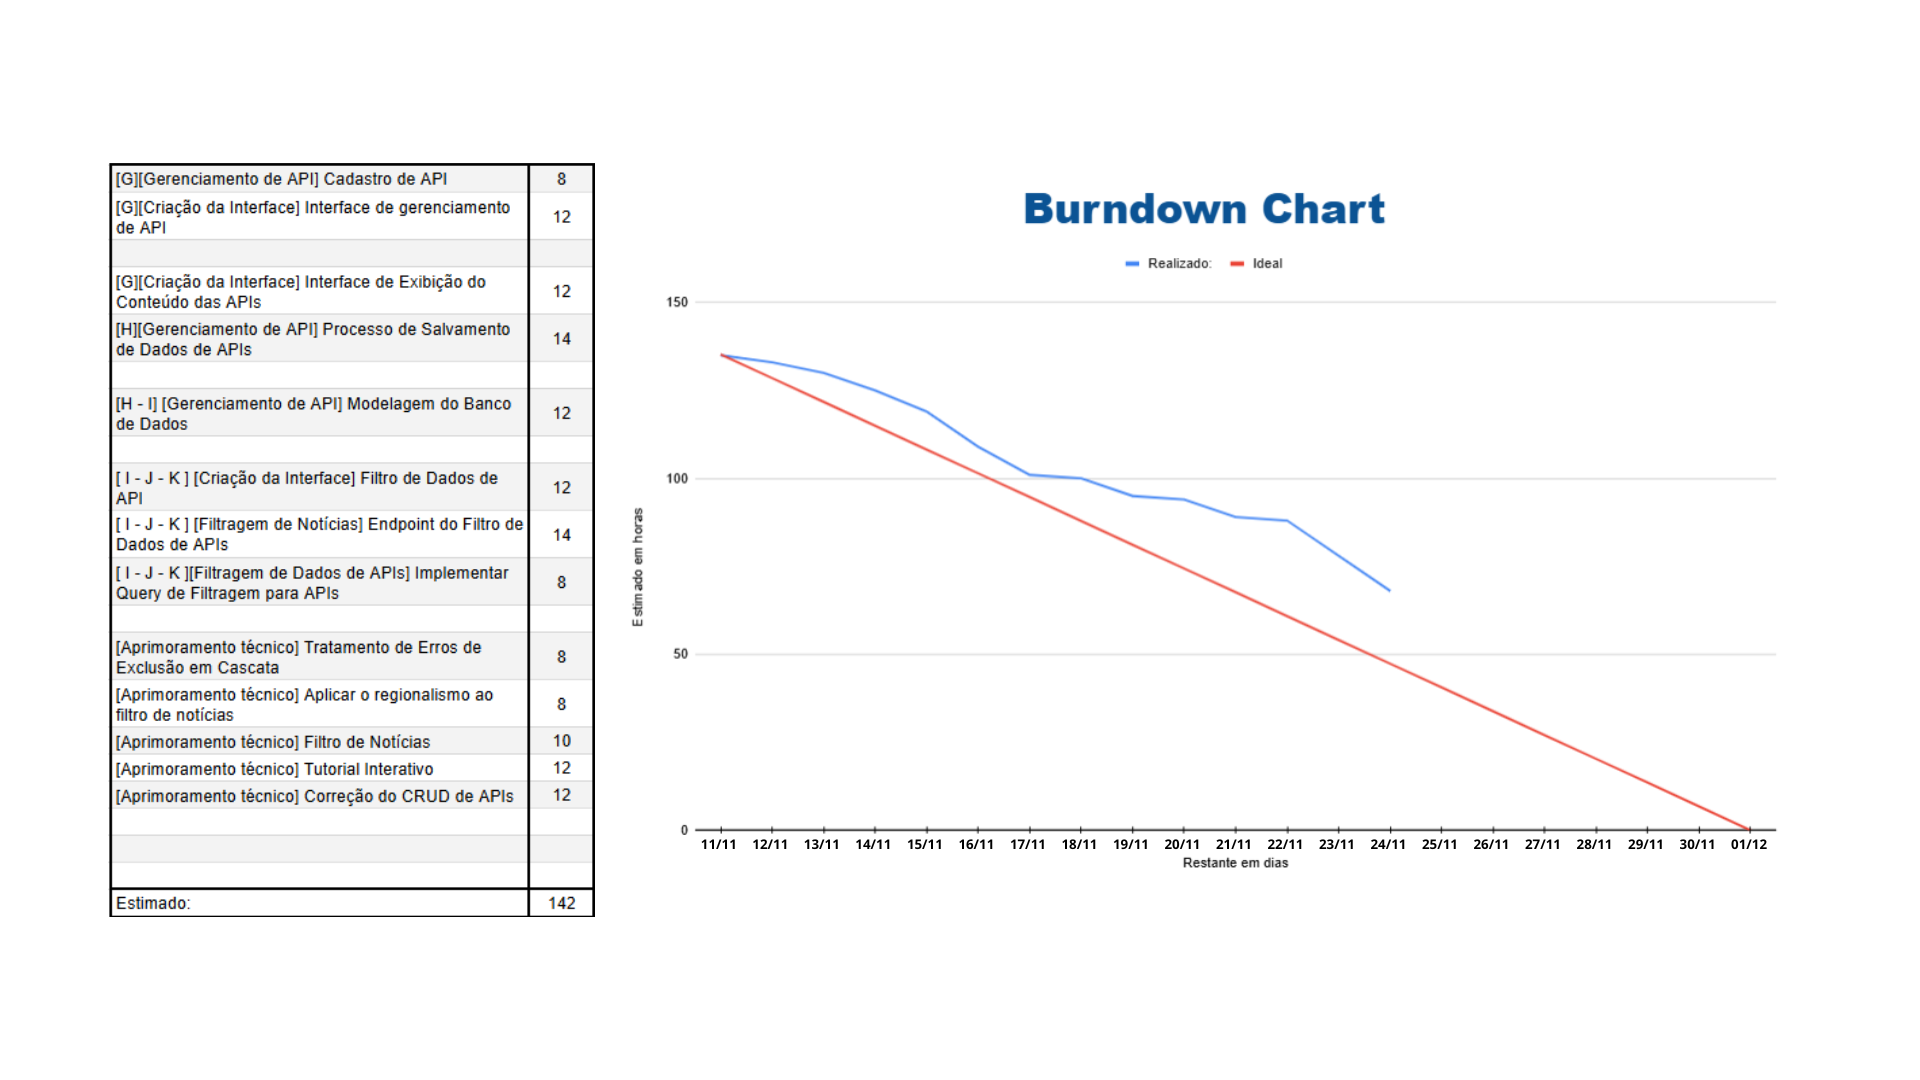 [G][Gerenciamento de API] Cadastro de API 8
[G][Criação da Interface] Interface de gerenciamento
de API 12
[G][Criação da Interface] Interface de Exibição do
Conteúdo das APIs 12
[H][Gerenciamento de API] Processo de Salvamento
de Dados de APIs 14
[H - I] [Gerenciamento de API] Modelagem do Banco
de Dados 12
[ I - J - K ] [Criação da Interface] Filtro de Dados de
API 12
[ I - J - K ] [Filtragem de Notícias] Endpoint do Filtro de
Dados de APIs 14
[ I - J - K ][Filtragem de Dados de APIs] Implementar
Query de Filtragem para APIs 8
[Aprimoramento técnico] Tratamento de Erros de
Exclusão em Cascata 8
[Aprimoramento técnico] Aplicar o regionalismo ao
filtro de notícias 8
[Aprimoramento técnico] Filtro de Notícias 10
[Aprimoramento técnico] Tutorial Interativo 12
[Aprimoramento técnico] Correção do CRUD de APIs 12
Estimado: 142
Burndown Chart
Realizado: Ideal
150
100
50
0
Estimado em horas
11/11 12/11 13/11 14/11 15/11 16/11 17/11 18/11 19/11 20/11 21/11 22/11 23/11 24/11 25/11 26/11 27/11 28/11 29/11 30/11 01/12
Restante em dias